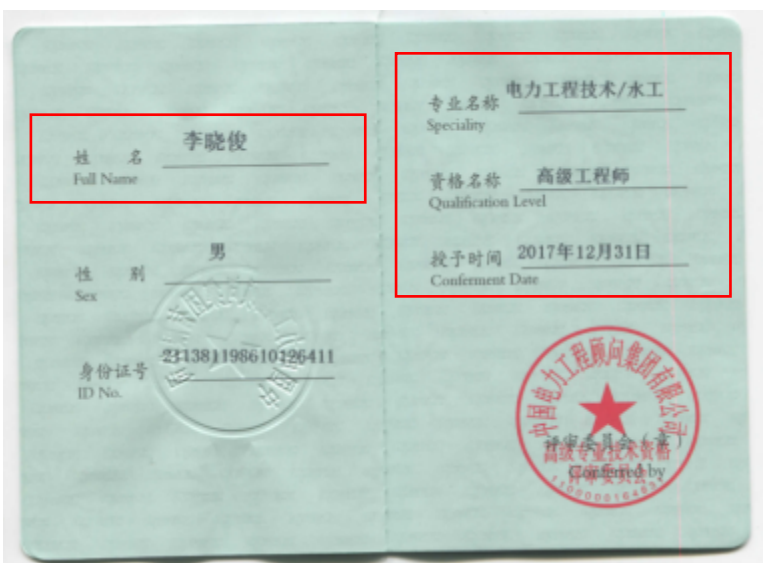 姓 名 李晓俊
Full Name
性 别 男
Sex
身份证号 211381198610126411
ID No.
专业名称 电力工程技术/水工
Speciality
资格名称 高级工程师
Qualification Level
授予时间 2017年12月31日
Conferment Date
中国电力工程顾问集团有限公司
评审委员会(章)
高级专业技术资格
Conferred by
评审委员会